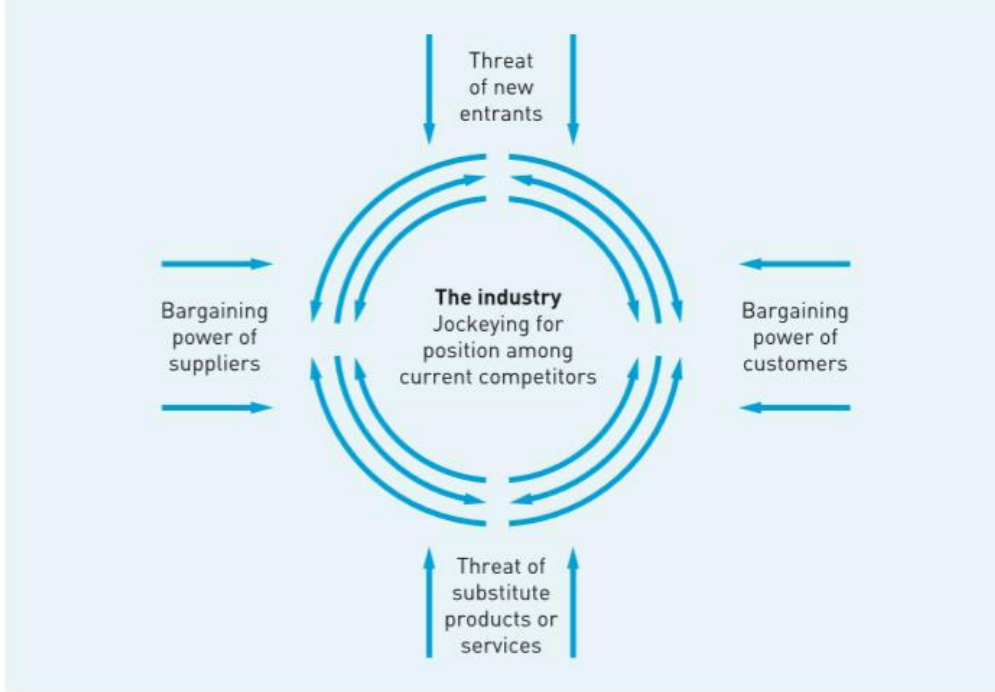 Threat
of new
entrants
Bargaining
power of
suppliers
The industry
Jockeying for
position among
current competitors
Bargaining
power of
customers
Threat of
substitute
products or
services